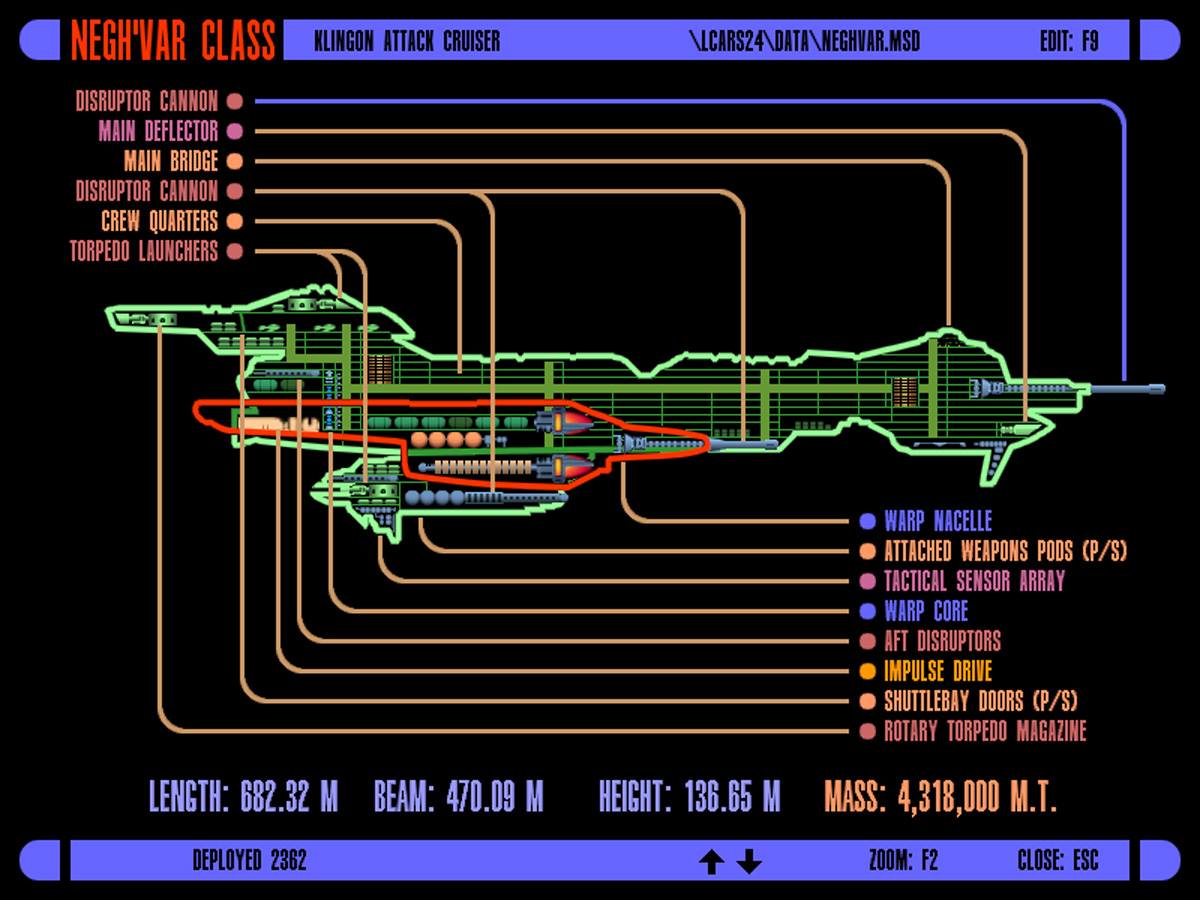 NEGH'VAR CLASS KLINGON ATTACK CRUISER \LCARS24\DATA\NEGHVAR.MSD EDIT: F9
DISRUPTOR CANNON
MAIN DEFLECTOR
MAIN BRIDGE
DISRUPTOR CANNON
CREW QUARTERS
TORPEDO LAUNCHERS
WARP NACELLE
ATTACHED WEAPONS PODS (P/S)
TACTICAL SENSOR ARRAY
WARP CORE
AFT DISRUPTORS
IMPULSE DRIVE
SHUTTLEBAY DOORS (P/S)
ROTARY TORPEDO MAGAZINE
LENGTH: 682.32 M BEAM: 470.09 M HEIGHT: 136.65 M MASS: 4,318,000 M.T.
DEPLOYED 2362 ZOOM: F2 CLOSE: ESC